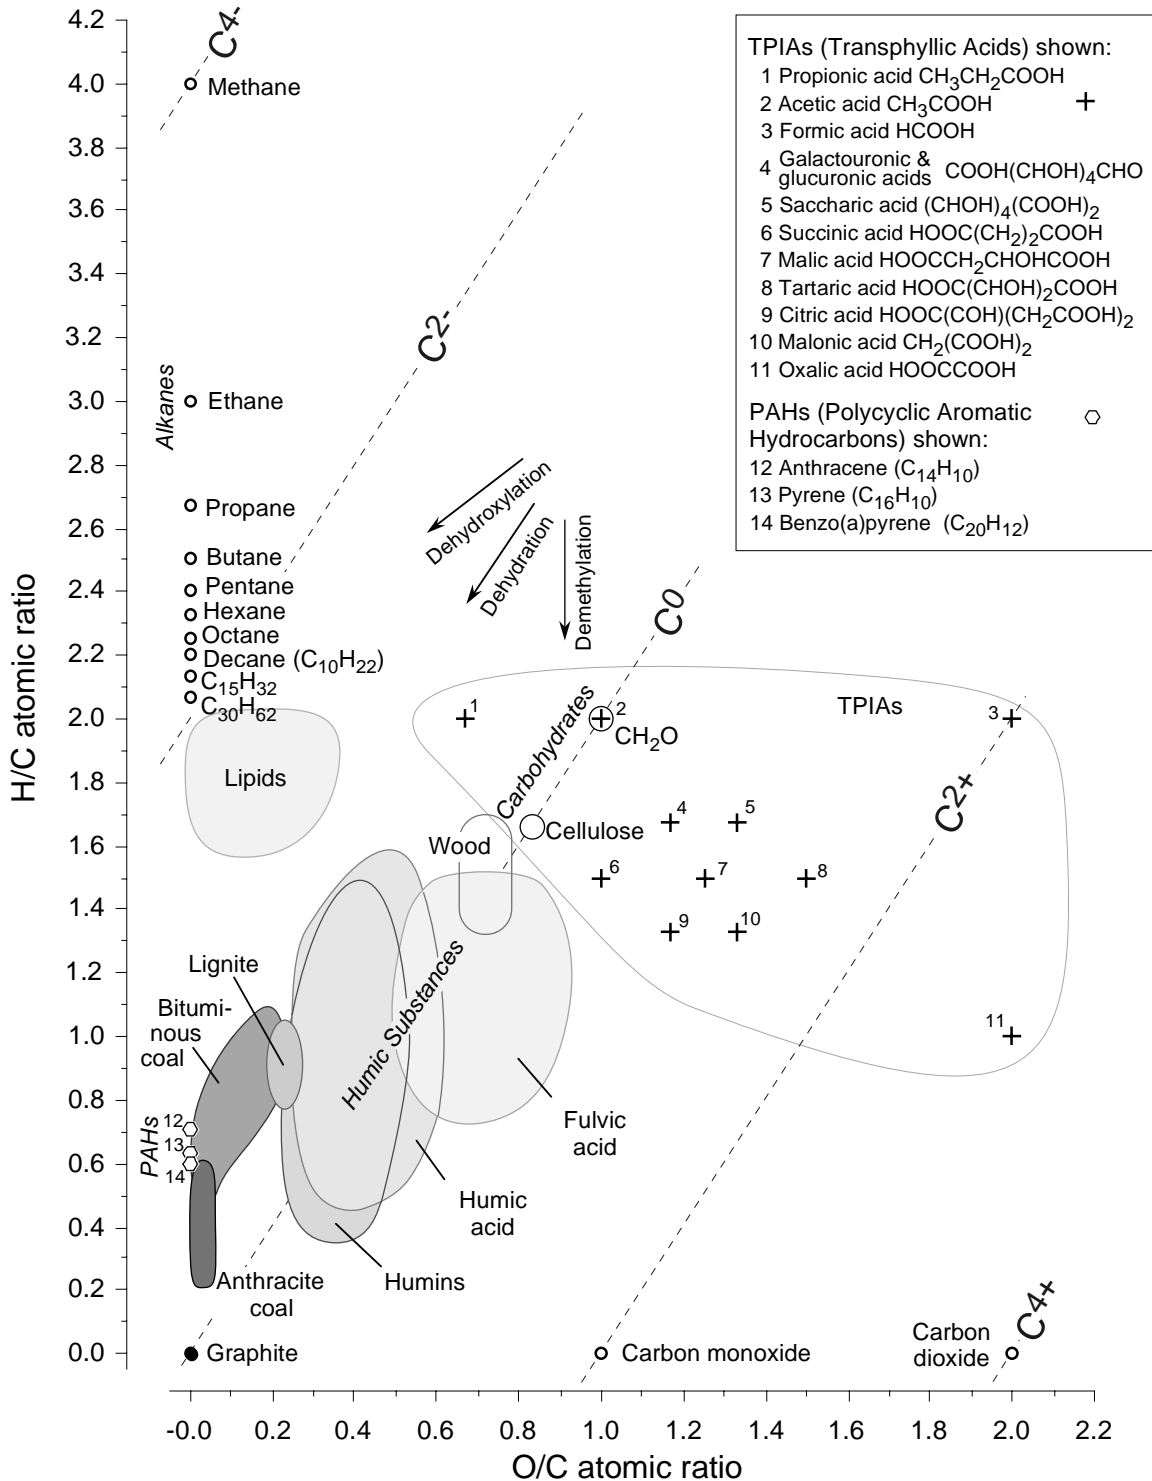 4.2
4.0
3.8
3.6
3.4
3.2
3.0
2.8
2.6
2.4
2.2
2.0
1.8
1.6
1.4
1.2
1.0
0.8
0.6
0.4
0.2
0.0
H/C atomic ratio
-0.0
0.2
0.4
0.6
0.8
1.0
1.2
1.4
1.6
1.8
2.0
2.2
O/C atomic ratio
C4-
C2-
C0
C2+
C4+
Methane
Alkanes
Ethane
Propane
Butane
Pentane
Hexane
Octane
Decane (C10H22)
C15H32
C30H62
Lipids
Dehydroxylation
Dehydration
Demethylation
TPIAs (Transphyllic Acids) shown:
1 Propionic acid CH3CH2COOH
2 Acetic acid CH3COOH
3 Formic acid HCOOH
4 Galactouronic &
glucuronic acids COOH(CHOH)4CHO
5 Saccharic acid (CHOH)4(COOH)2
6 Succinic acid HOOC(CH2)2COOH
7 Malic acid HOOCCH2CHOHCOOH
8 Tartaric acid HOOC(CHOH)2COOH
9 Citric acid HOOC(COH)(CH2COOH)2
10 Malonic acid CH2(COOH)2
11 Oxalic acid HOOCCOOH
PAHs (Polycyclic Aromatic
Hydrocarbons) shown:
12 Anthracene (C14H10)
13 Pyrene (C16H10)
14 Benzo(a)pyrene (C20H12)
TPIAs
1
2
3
CH2O
Carbohydrates
Cellulose
Wood
4
5
6
7
8
9
10
11
Lignite
Bitumi-
nous
coal
Humic Substances
PAHs
12
13
14
Fulvic
acid
Humic
acid
Humins
Anthracite
coal
Graphite
Carbon monoxide
Carbon
dioxide